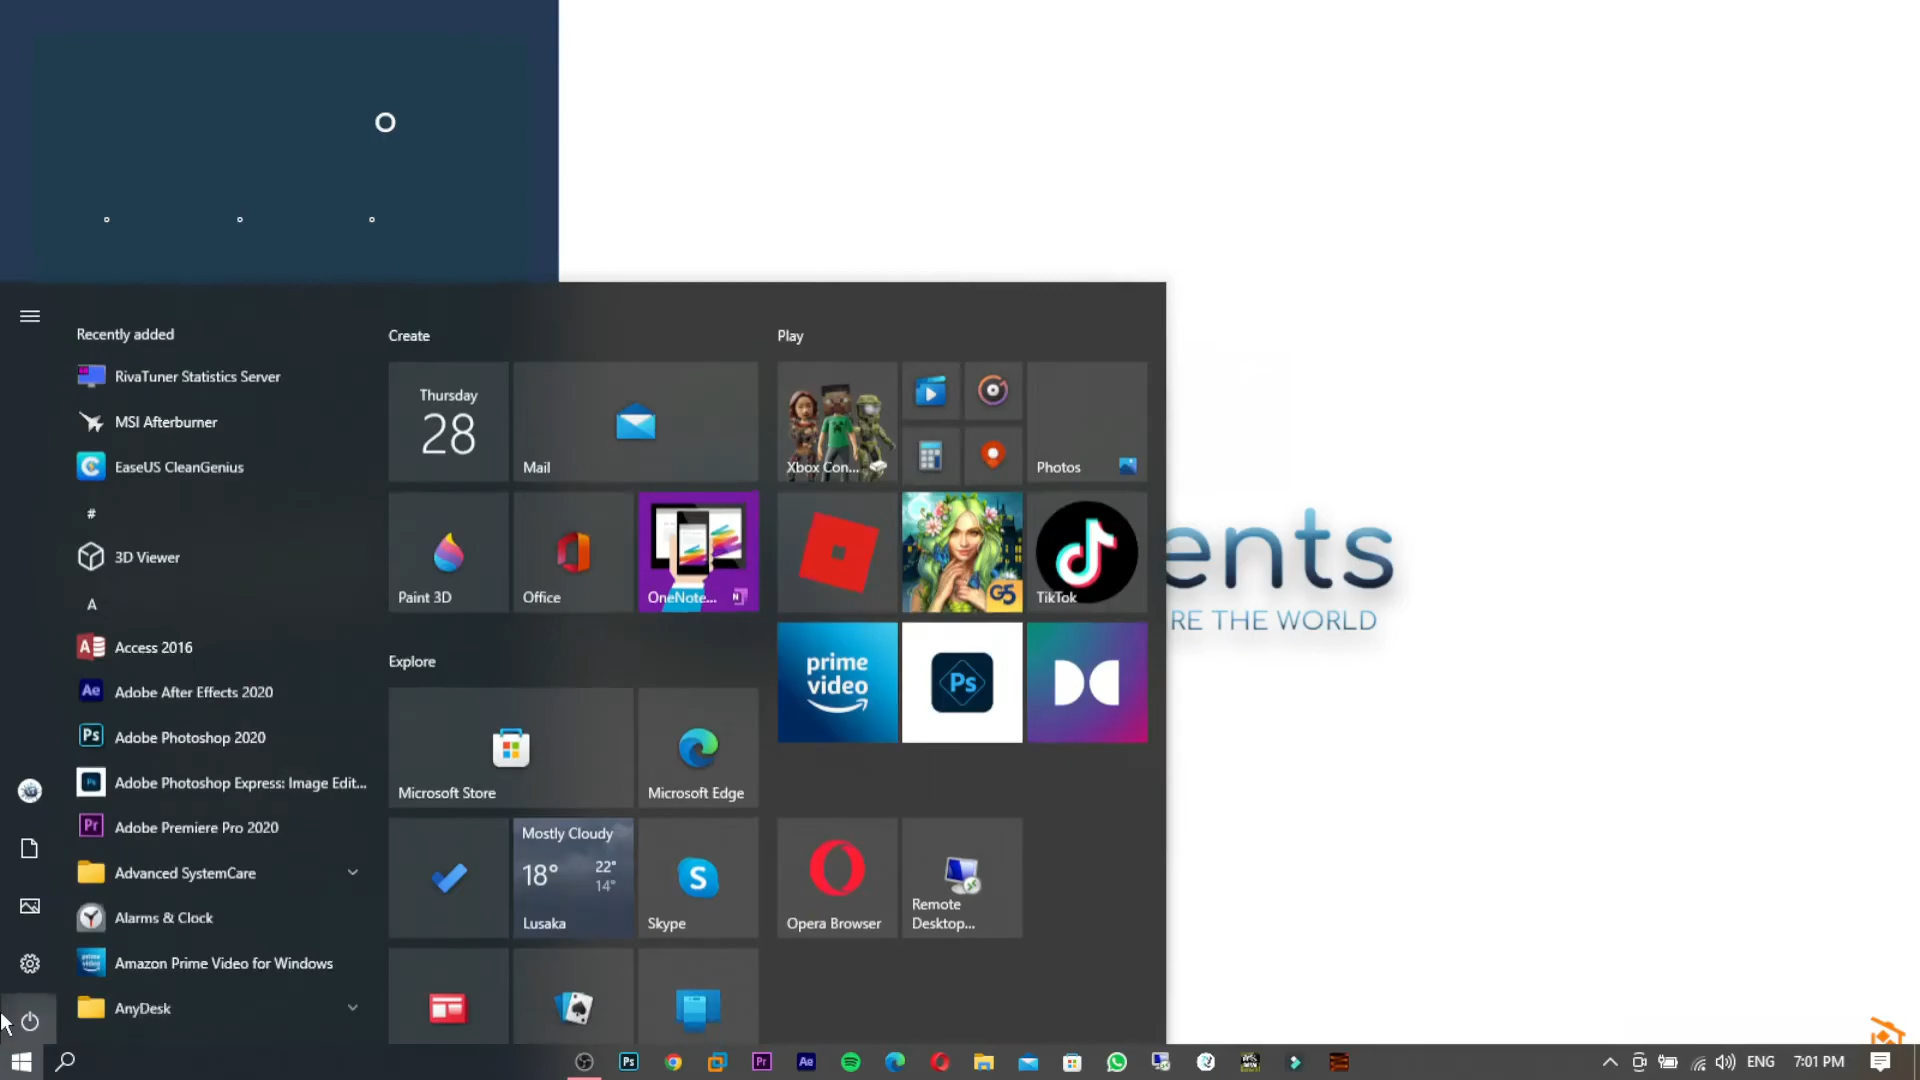 Recently added
RivaTuner Statistics Server
MSI Afterburner
EaseUS CleanGenius
#
3D Viewer
A
Access 2016
Adobe After Effects 2020
Adobe Photoshop 2020
Adobe Photoshop Express: Image Edit...
Adobe Premiere Pro 2020
Advanced SystemCare
Alarms & Clock
Amazon Prime Video for Windows
AnyDesk
Create
Thursday
28
Mail
Paint 3D
Office
OneNote...
Explore
Microsoft Store
Microsoft Edge
Mostly Cloudy
18° 22°
14°
Lusaka
Skype
Play
Xbox Con...
Photos
G5
TikTok
prime
video
Ps
Opera Browser
Remote
Desktop...
ents
RE THE WORLD
ENG
7:01 PM